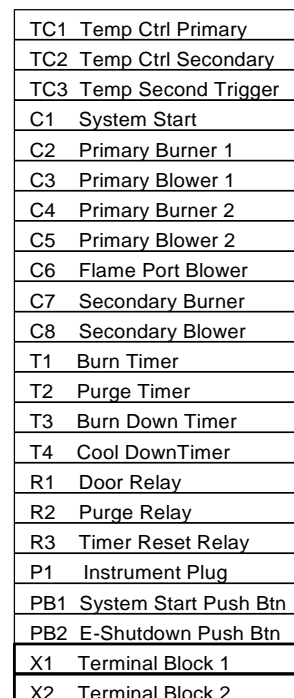 TC1 Temp Ctrl Primary
TC2 Temp Ctrl Secondary
TC3 Temp Second Trigger
C1 System Start
C2 Primary Burner 1
C3 Primary Blower 1
C4 Primary Burner 2
C5 Primary Blower 2
C6 Flame Port Blower
C7 Secondary Burner
C8 Secondary Blower
T1 Burn Timer
T2 Purge Timer
T3 Burn Down Timer
T4 Cool DownTimer
R1 Door Relay
R2 Purge Relay
R3 Timer Reset Relay
P1 Instrument Plug
PB1 System Start Push Btn
PB2 E-Shutdown Push Btn
X1 Terminal Block 1
X2 Terminal Block 2